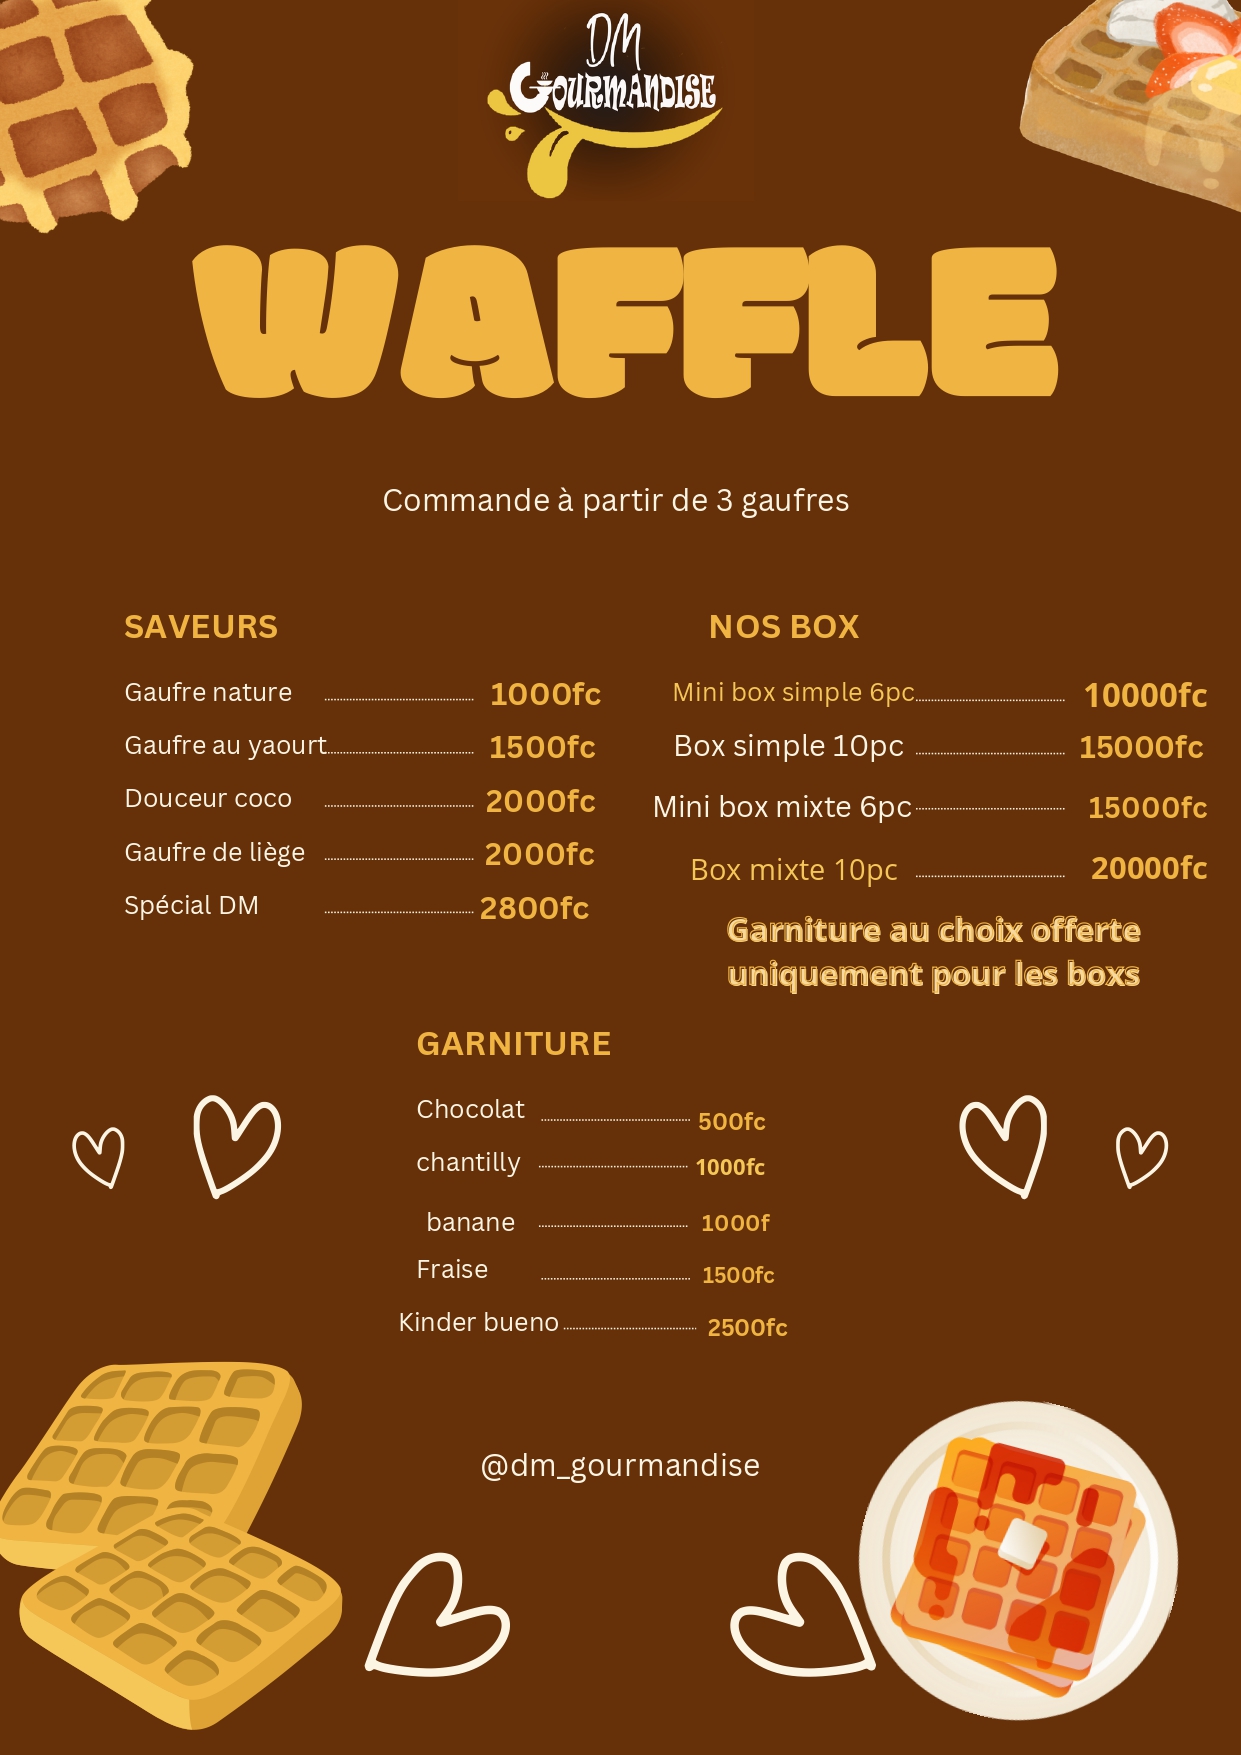 DM
GOURMANDISE
WAFFLE
Commande à partir de 3 gaufres
SAVEURS
Gaufre nature 1000fc
Gaufre au yaourt 1500fc
Douceur coco 2000fc
Gaufre de liège 2000fc
Spécial DM 2800fc
NOS BOX
Mini box simple 6pc 10000fc
Box simple 10pc 15000fc
Mini box mixte 6pc 15000fc
Box mixte 10pc 20000fc
Garniture au choix offerte
uniquement pour les boxs
GARNITURE
Chocolat 500fc
chantilly 1000fc
banane 1000f
Fraise 1500fc
Kinder bueno 2500fc
@dm_gourmandise